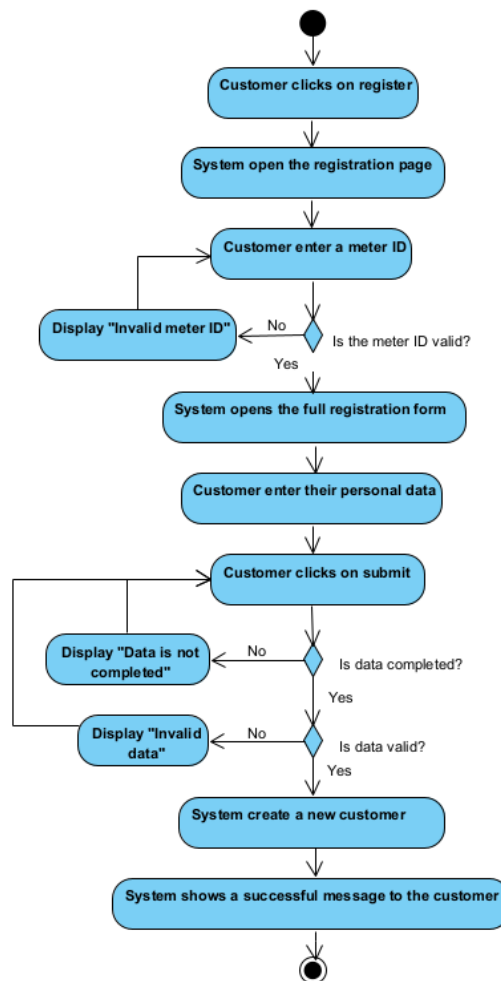 Customer clicks on register
System open the registration page
Customer enter a meter ID
Display "Invalid meter ID"
No
Is the meter ID valid?
Yes
System opens the full registration form
Customer enter their personal data
Customer clicks on submit
Display "Data is not
completed"
No
Is data completed?
Yes
Display "Invalid
data"
No
Is data valid?
Yes
System create a new customer
System shows a successful message to the customer